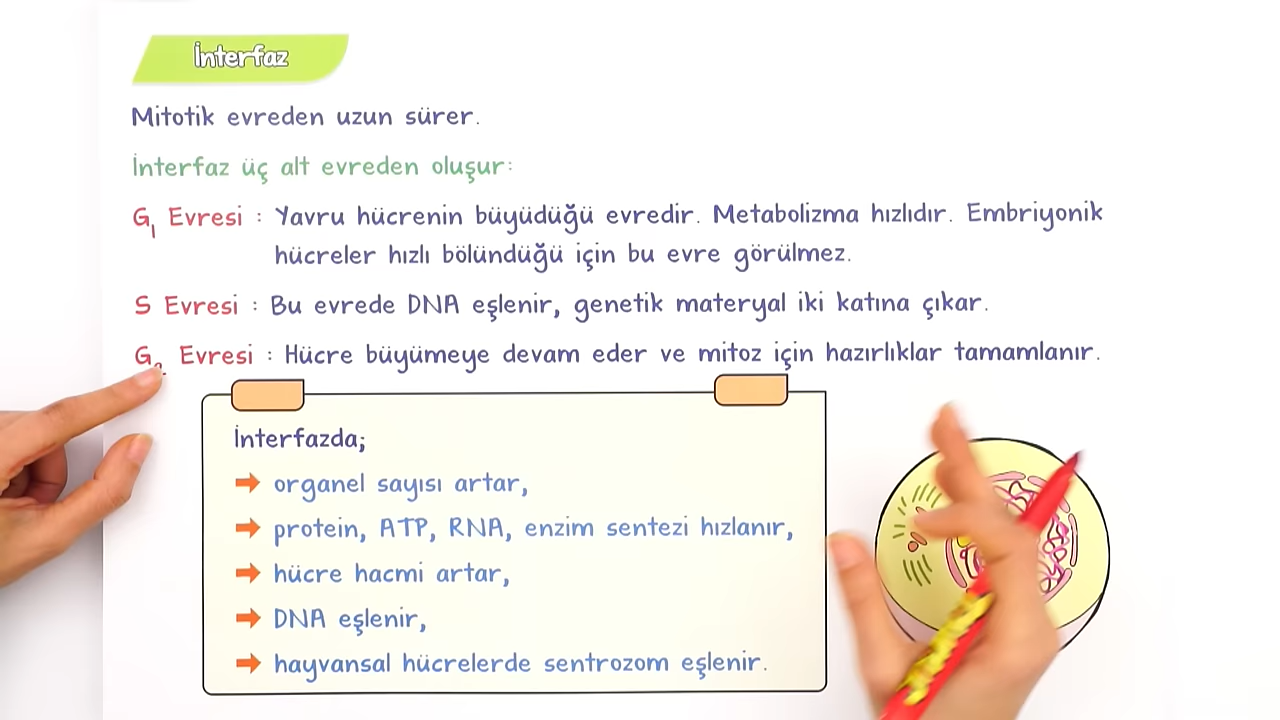 İnterfaz
Mitotik evreden uzun sürer.
İnterfaz üç alt evreden oluşur:
G₁ Evresi : Yavru hücrenin büyüdüğü evredir. Metabolizma hızlıdır. Embriyonik
hücreler hızlı bölündüğü için bu evre görülmez.
S Evresi : Bu evrede DNA eşlenir, genetik materyal iki katına çıkar.
G₂ Evresi : Hücre büyümeye devam eder ve mitoz için hazırlıklar tamamlanır.
İnterfazda;
➡ organel sayısı artar,
➡ protein, ATP, RNA, enzim sentezi hızlanır,
➡ hücre hacmi artar,
➡ DNA eşlenir,
➡ hayvansal hücrelerde sentrozom eşlenir.